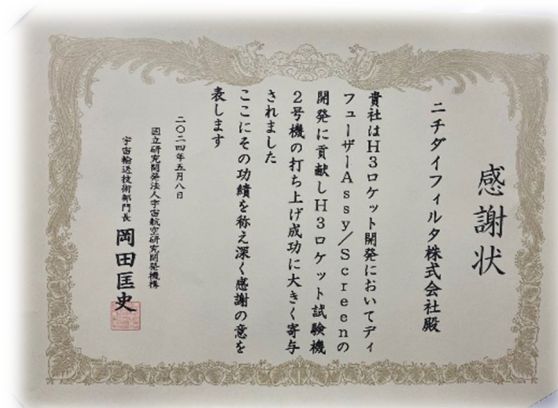 感謝状
ニチダイフィルタ株式会社殿
貴社はH3ロケット開発においてディ
フューザーAssy/Screenの
開発に貢献しH3ロケット試験機
2号機の打ち上げ成功に大きく寄与
されました
ここにその功績を称え深く感謝の意を
表します
二〇二四年五月八日
国立研究開発法人宇宙航空研究開発機構
宇宙輸送技術部門長 岡田匡史